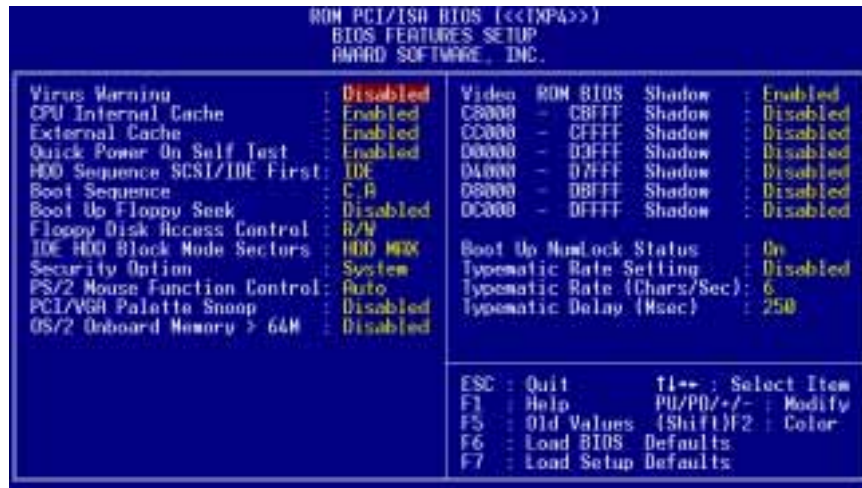 ROM PCI/ISA BIOS (<<TXP4>>)
BIOS FEATURES SETUP
AWARD SOFTWARE, INC.
Virus Warning : Disabled
CPU Internal Cache : Enabled
External Cache : Enabled
Quick Power On Self Test : Enabled
HDD Sequence SCSI/IDE First: IDE
Boot Sequence : C,A
Boot Up Floppy Seek : Disabled
Floppy Disk Access Control : R/W
IDE HDD Block Mode Sectors : HDD MAX
Security Option : System
PS/2 Mouse Function Control: Auto
PCI/VGA Palette Snoop : Disabled
OS/2 Onboard Memory > 64M : Disabled
Video ROM BIOS Shadow : Enabled
C8000 - CBFFF Shadow : Disabled
CC000 - CFFFF Shadow : Disabled
D0000 - D3FFF Shadow : Disabled
D4000 - D7FFF Shadow : Disabled
D8000 - DBFFF Shadow : Disabled
DC000 - DFFFF Shadow : Disabled
Boot Up NumLock Status : On
Typematic Rate Setting : Disabled
Typematic Rate (Chars/Sec): 6
Typematic Delay (Msec) : 250
ESC : Quit ↑↓→← : Select Item
F1 : Help PU/PD/+/- : Modify
F5 : Old Values (Shift)F2 : Color
F6 : Load BIOS Defaults
F7 : Load Setup Defaults